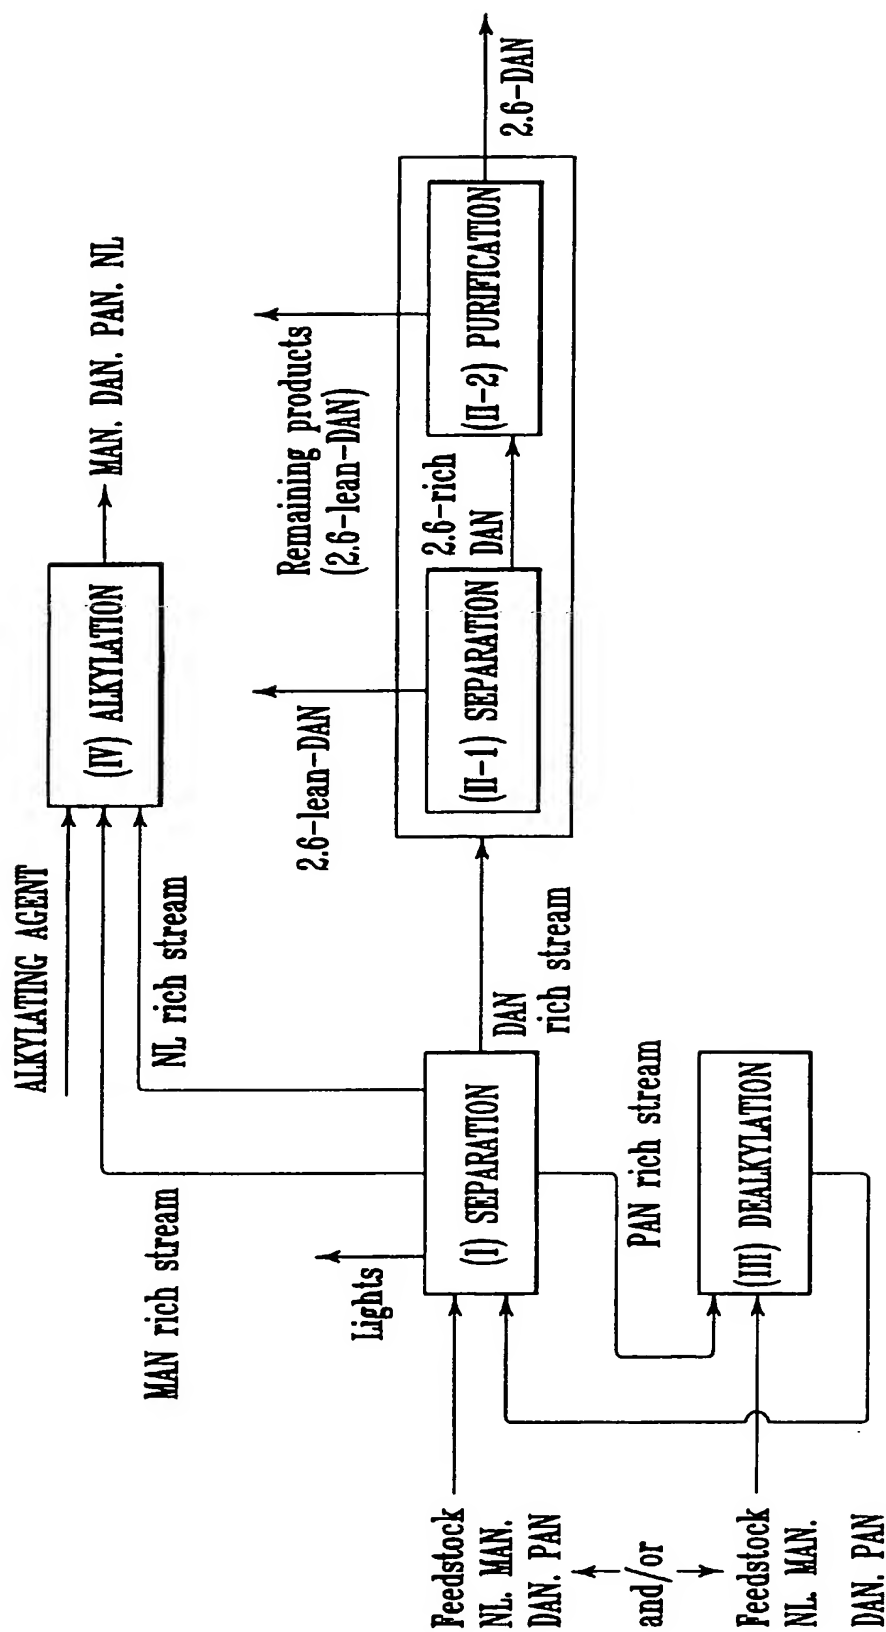 ALKYLATING AGENT
MAN rich stream
NL rich stream
(IV) ALKYLATION
MAN. DAN. PAN. NL
Lights
2.6-lean-DAN
Remaining products
(2.6-lean-DAN)
Feedstock
NL. MAN.
DAN. PAN
(I) SEPARATION
DAN
rich stream
(II-1) SEPARATION
2.6-rich
DAN
(II-2) PURIFICATION
2.6-DAN
and/or
PAN rich stream
Feedstock
NL. MAN.
DAN. PAN
(III) DEALKYLATION